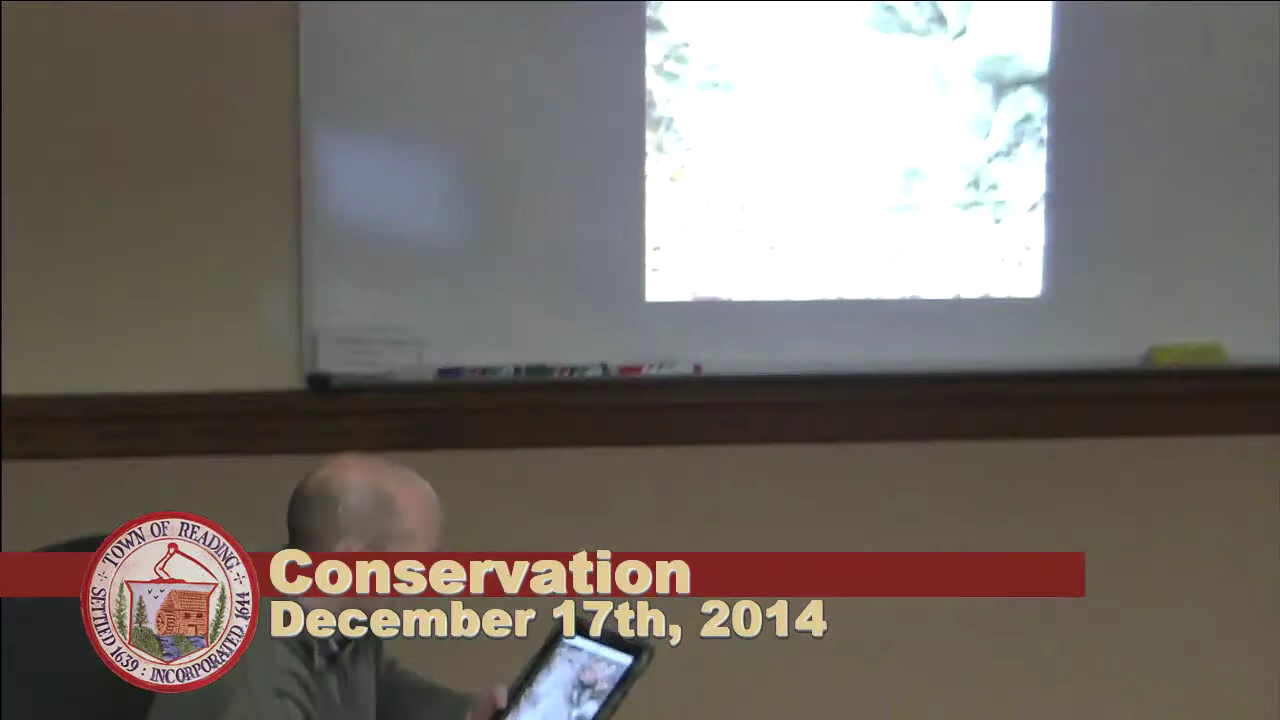 TOWN OF READING
SETTLED 1639 : INCORPORATED 1644
Conservation
December 17th, 2014